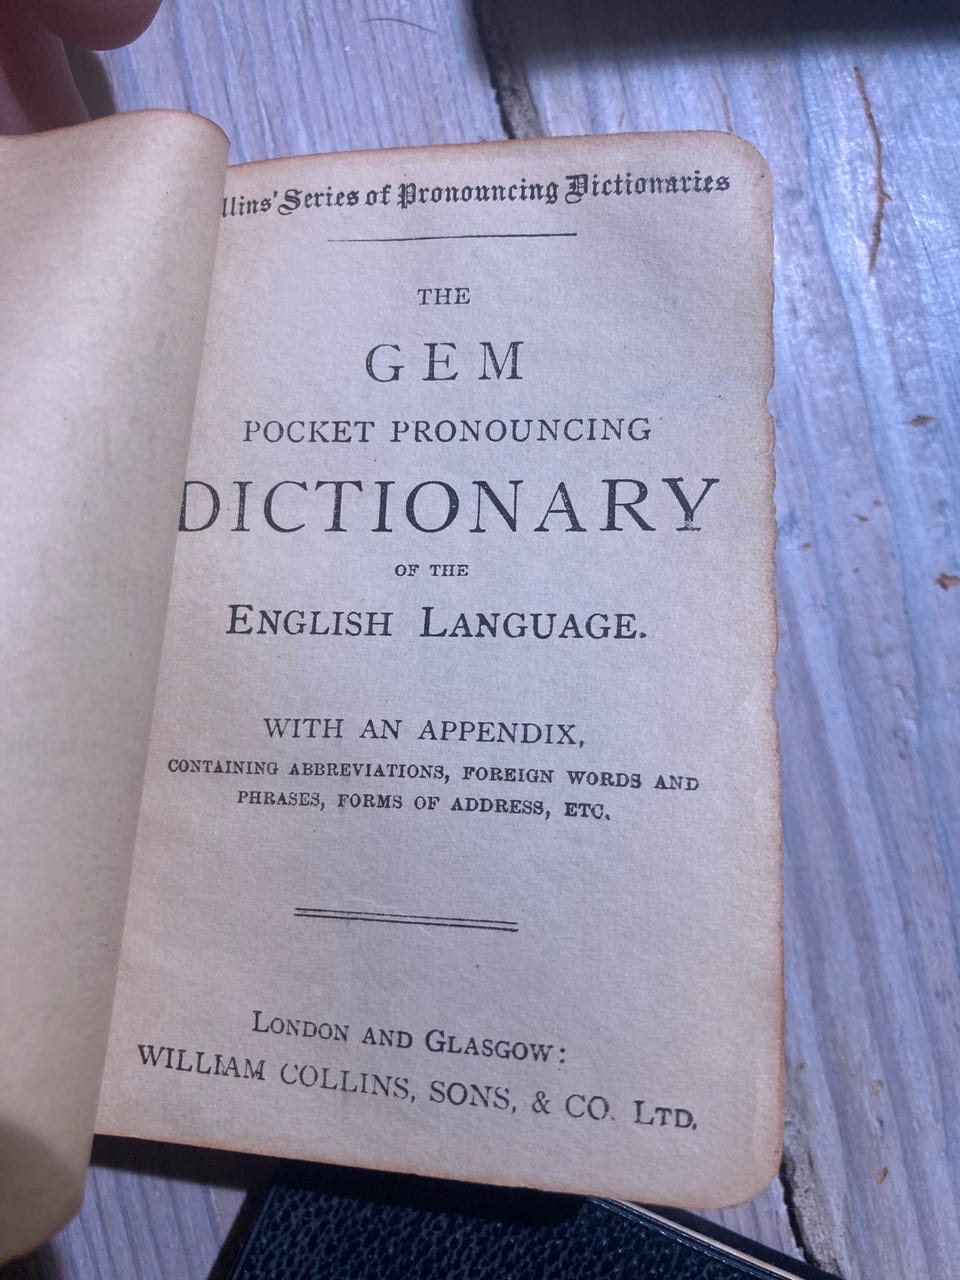 llins' Series of Pronouncing Dictionaries
THE
GEM
POCKET PRONOUNCING
DICTIONARY
OF THE
ENGLISH LANGUAGE.
WITH AN APPENDIX,
CONTAINING ABBREVIATIONS, FOREIGN WORDS AND
PHRASES, FORMS OF ADDRESS, ETC.
LONDON AND GLASGOW:
WILLIAM COLLINS, SONS, & CO. LTD.